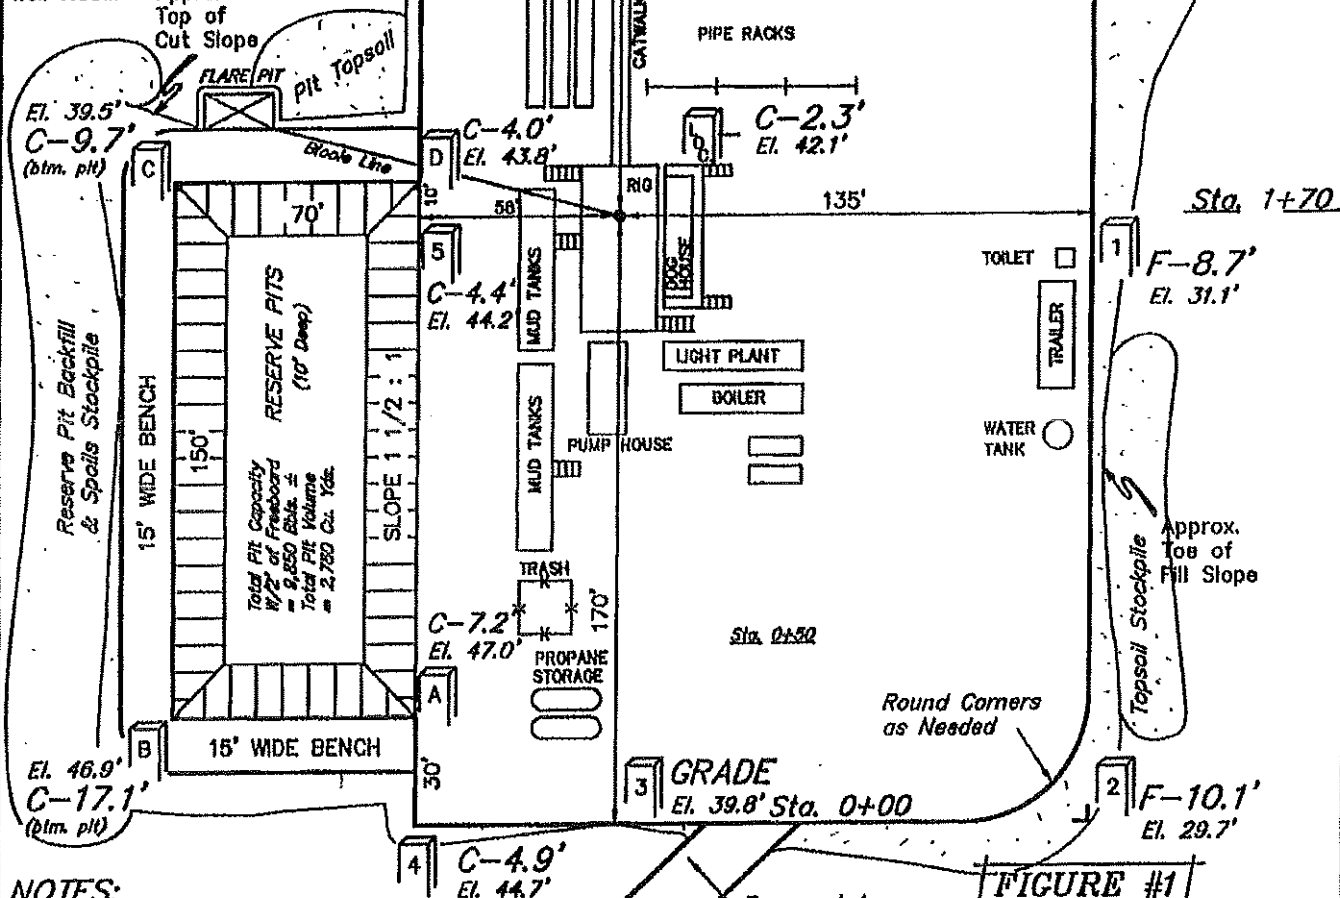 Top of
Cut Slope
FLARE PIT
Pit Topsoil
CATWALK
PIPE RACKS
El. 39.5'
C-9.7'
(btm. pit)
C
Blooie Line
D
C-4.0'
El. 43.8'
C-2.3'
El. 42.1'
10'
56'
RIG
135'
Sta. 1+70
70'
5
C-4.4'
El. 44.2'
MUD TANKS
DOG
HOUSE
TOILET
1
F-8.7'
El. 31.1'
TRAILER
RESERVE PITS
(10' Deep)
SLOPE 1 1/2 : 1
LIGHT PLANT
BOILER
PUMP HOUSE
WATER
TANK
Reserve Pit Backfill
& Spoils Stockpile
15' WIDE BENCH
150'
Total Pit Capacity
W/2' of Freeboard
= 9,850 Bbls. ±
Total Pit Volume
= 2,780 Cu. Yds.
MUD TANKS
Approx.
Toe of
Fill Slope
Topsoil Stockpile
TRASH
170'
C-7.2'
El. 47.0'
PROPANE
STORAGE
Sta. 0+50
A
Round Corners
as Needed
B
15' WIDE BENCH
El. 46.9'
C-17.1'
(btm. pit)
30'
3
GRADE
El. 39.8'
Sta. 0+00
2
F-10.1'
El. 29.7'
4
C-4.9'
El. 44.7'
NOTES:
FIGURE #1